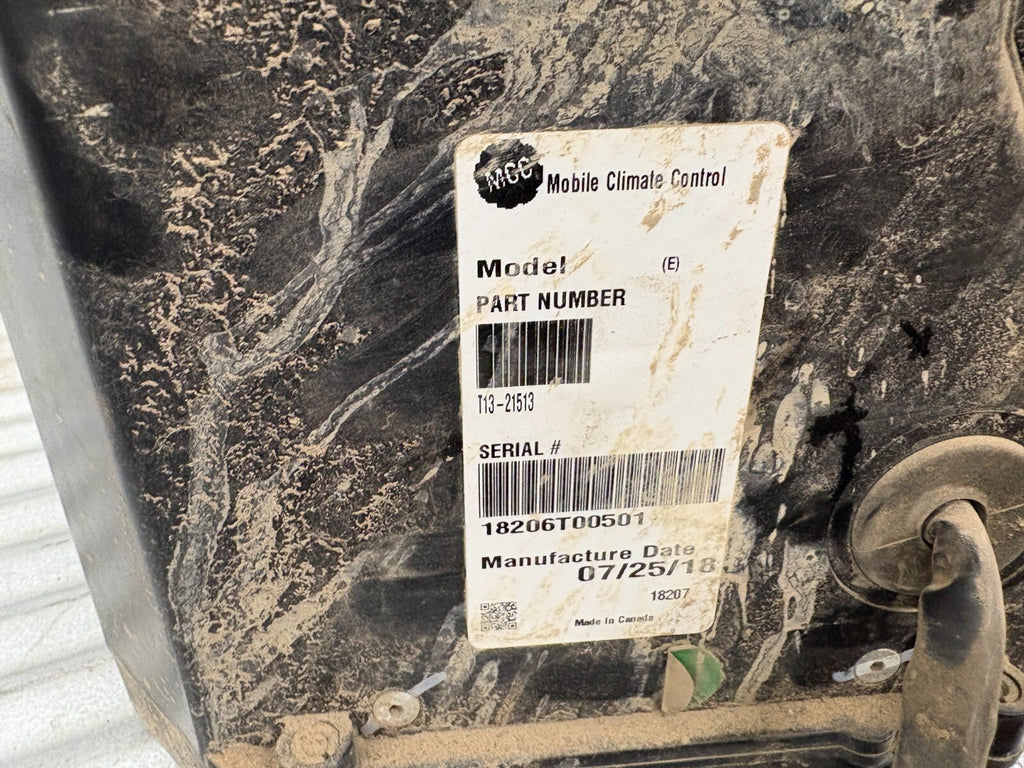 MCC Mobile Climate Control
Model (E)
PART NUMBER
T13-21513
SERIAL #
18206T00501
Manufacture Date
07/25/18
18207
Made In Canada